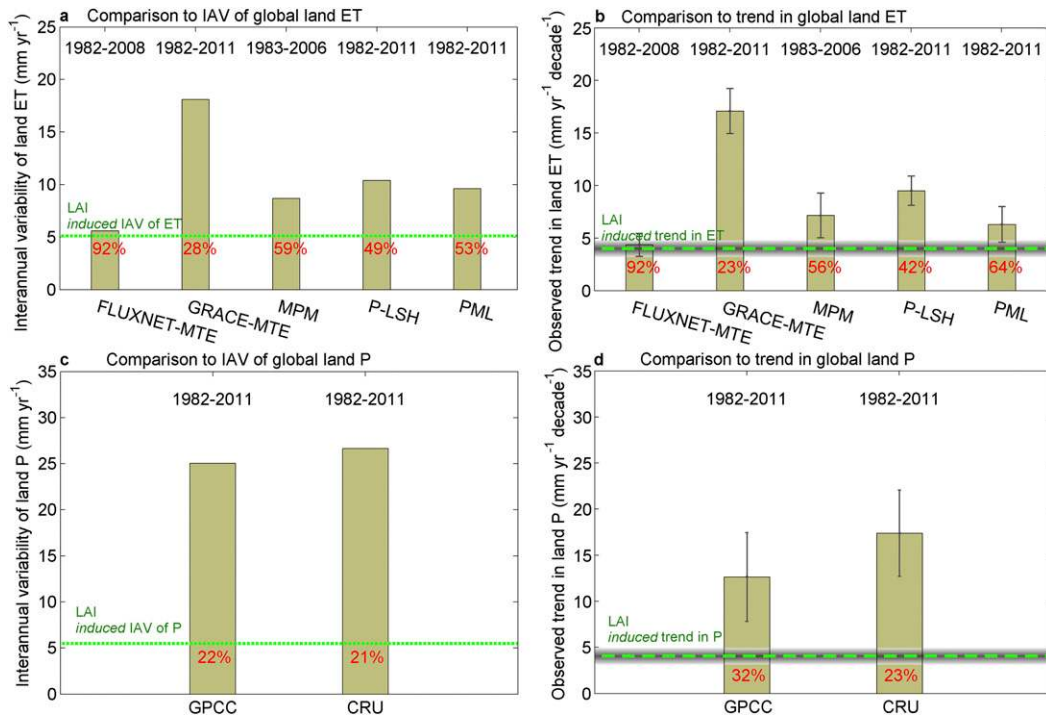 a Comparison to IAV of global land ET
Interannual variability of land ET (mm yr⁻¹)
25
20
15
10
5
0
1982-2008 1982-2011 1983-2006 1982-2011 1982-2011
LAI
induced IAV of ET
92% 28% 59% 49% 53%
FLUXNET-MTE GRACE-MTE MPM P-LSH PML
b Comparison to trend in global land ET
Observed trend in land ET (mm yr⁻¹ decade⁻¹)
25
20
15
10
5
0
1982-2008 1982-2011 1983-2006 1982-2011 1982-2011
LAI
induced trend in ET
92% 23% 56% 42% 64%
FLUXNET-MTE GRACE-MTE MPM P-LSH PML
c Comparison to IAV of global land P
Interannual variability of land P (mm yr⁻¹)
35
30
25
20
15
10
5
0
1982-2011 1982-2011
LAI
induced IAV of P
22% 21%
GPCC CRU
d Comparison to trend in global land P
Observed trend in land P (mm yr⁻¹ decade⁻¹)
35
30
25
20
15
10
5
0
1982-2011 1982-2011
LAI
induced trend in P
32% 23%
GPCC CRU